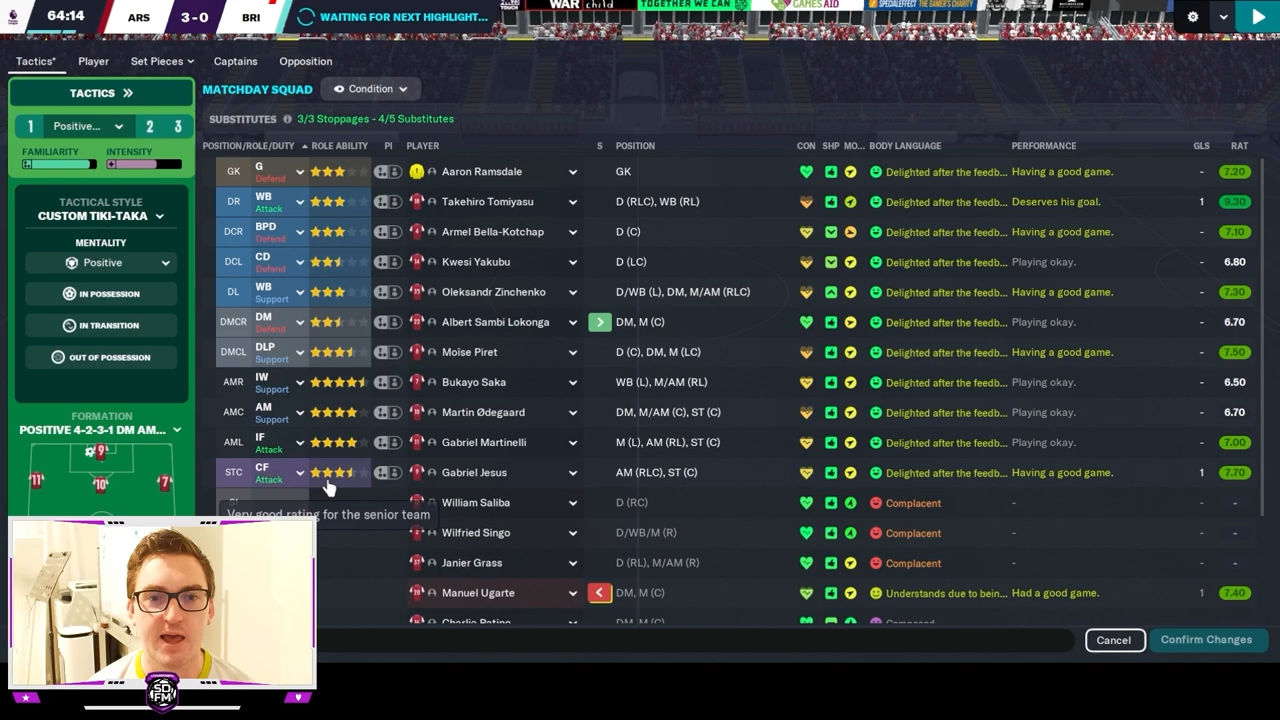 64:14 ARS 3 - 0 BRI WAITING FOR NEXT HIGHLIGHT...
WAR child TOGETHER WE CAN! GAMES AID SPECIALEFFECT THE GAMER'S CHARITY
Tactics* Player Set Pieces Captains Opposition
TACTICS
MATCHDAY SQUAD Condition
1 Positive... 2 3
SUBSTITUTES 3/3 Stoppages - 4/5 Substitutes
FAMILIARITY INTENSITY
POSITION/ROLE/DUTY ROLE ABILITY PI PLAYER S POSITION CON SHP MO... BODY LANGUAGE PERFORMANCE GLS RAT
GK G Defend Aaron Ramsdale GK Delighted after the feedb... Having a good game. - 7.20
DR WB Attack Takehiro Tomiyasu D (RLC), WB (RL) Delighted after the feedb... Deserves his goal. 1 9.30
DCR BPD Defend Armel Bella-Kotchap D (C) Delighted after the feedb... Having a good game. - 7.10
DCL CD Defend Kwesi Yakubu D (LC) Delighted after the feedb... Playing okay. - 6.80
DL WB Support Oleksandr Zinchenko D/WB (L), DM, M/AM (RLC) Delighted after the feedb... Having a good game. - 7.30
DMCR DM Defend Albert Sambi Lokonga DM, M (C) Delighted after the feedb... Playing okay. - 6.70
DMCL DLP Support Moïse Piret D (C), DM, M (LC) Delighted after the feedb... Having a good game. - 7.50
AMR IW Support Bukayo Saka WB (L), M/AM (RL) Delighted after the feedb... Playing okay. - 6.50
AMC AM Support Martin Ødegaard DM, M/AM (C), ST (C) Delighted after the feedb... Playing okay. - 6.70
AML IF Attack Gabriel Martinelli M (L), AM (RL), ST (C) Delighted after the feedb... Playing okay. - 7.00
STC CF Attack Gabriel Jesus AM (RLC), ST (C) Delighted after the feedb... Having a good game. 1 7.70
William Saliba D (RC) Complacent - - -
Very good rating for the senior team
Wilfried Singo D/WB/M (R) Complacent - - -
Janier Grass D (RL), M/AM (R) Complacent - - -
Manuel Ugarte DM, M (C) Understands due to bein... Had a good game. 1 7.40
TACTICAL STYLE
CUSTOM TIKI-TAKA
MENTALITY
Positive
IN POSSESSION
IN TRANSITION
OUT OF POSSESSION
FORMATION
POSITIVE 4-2-3-1 DM AM...
9
11 10 7
Cancel Confirm Changes
SDFM